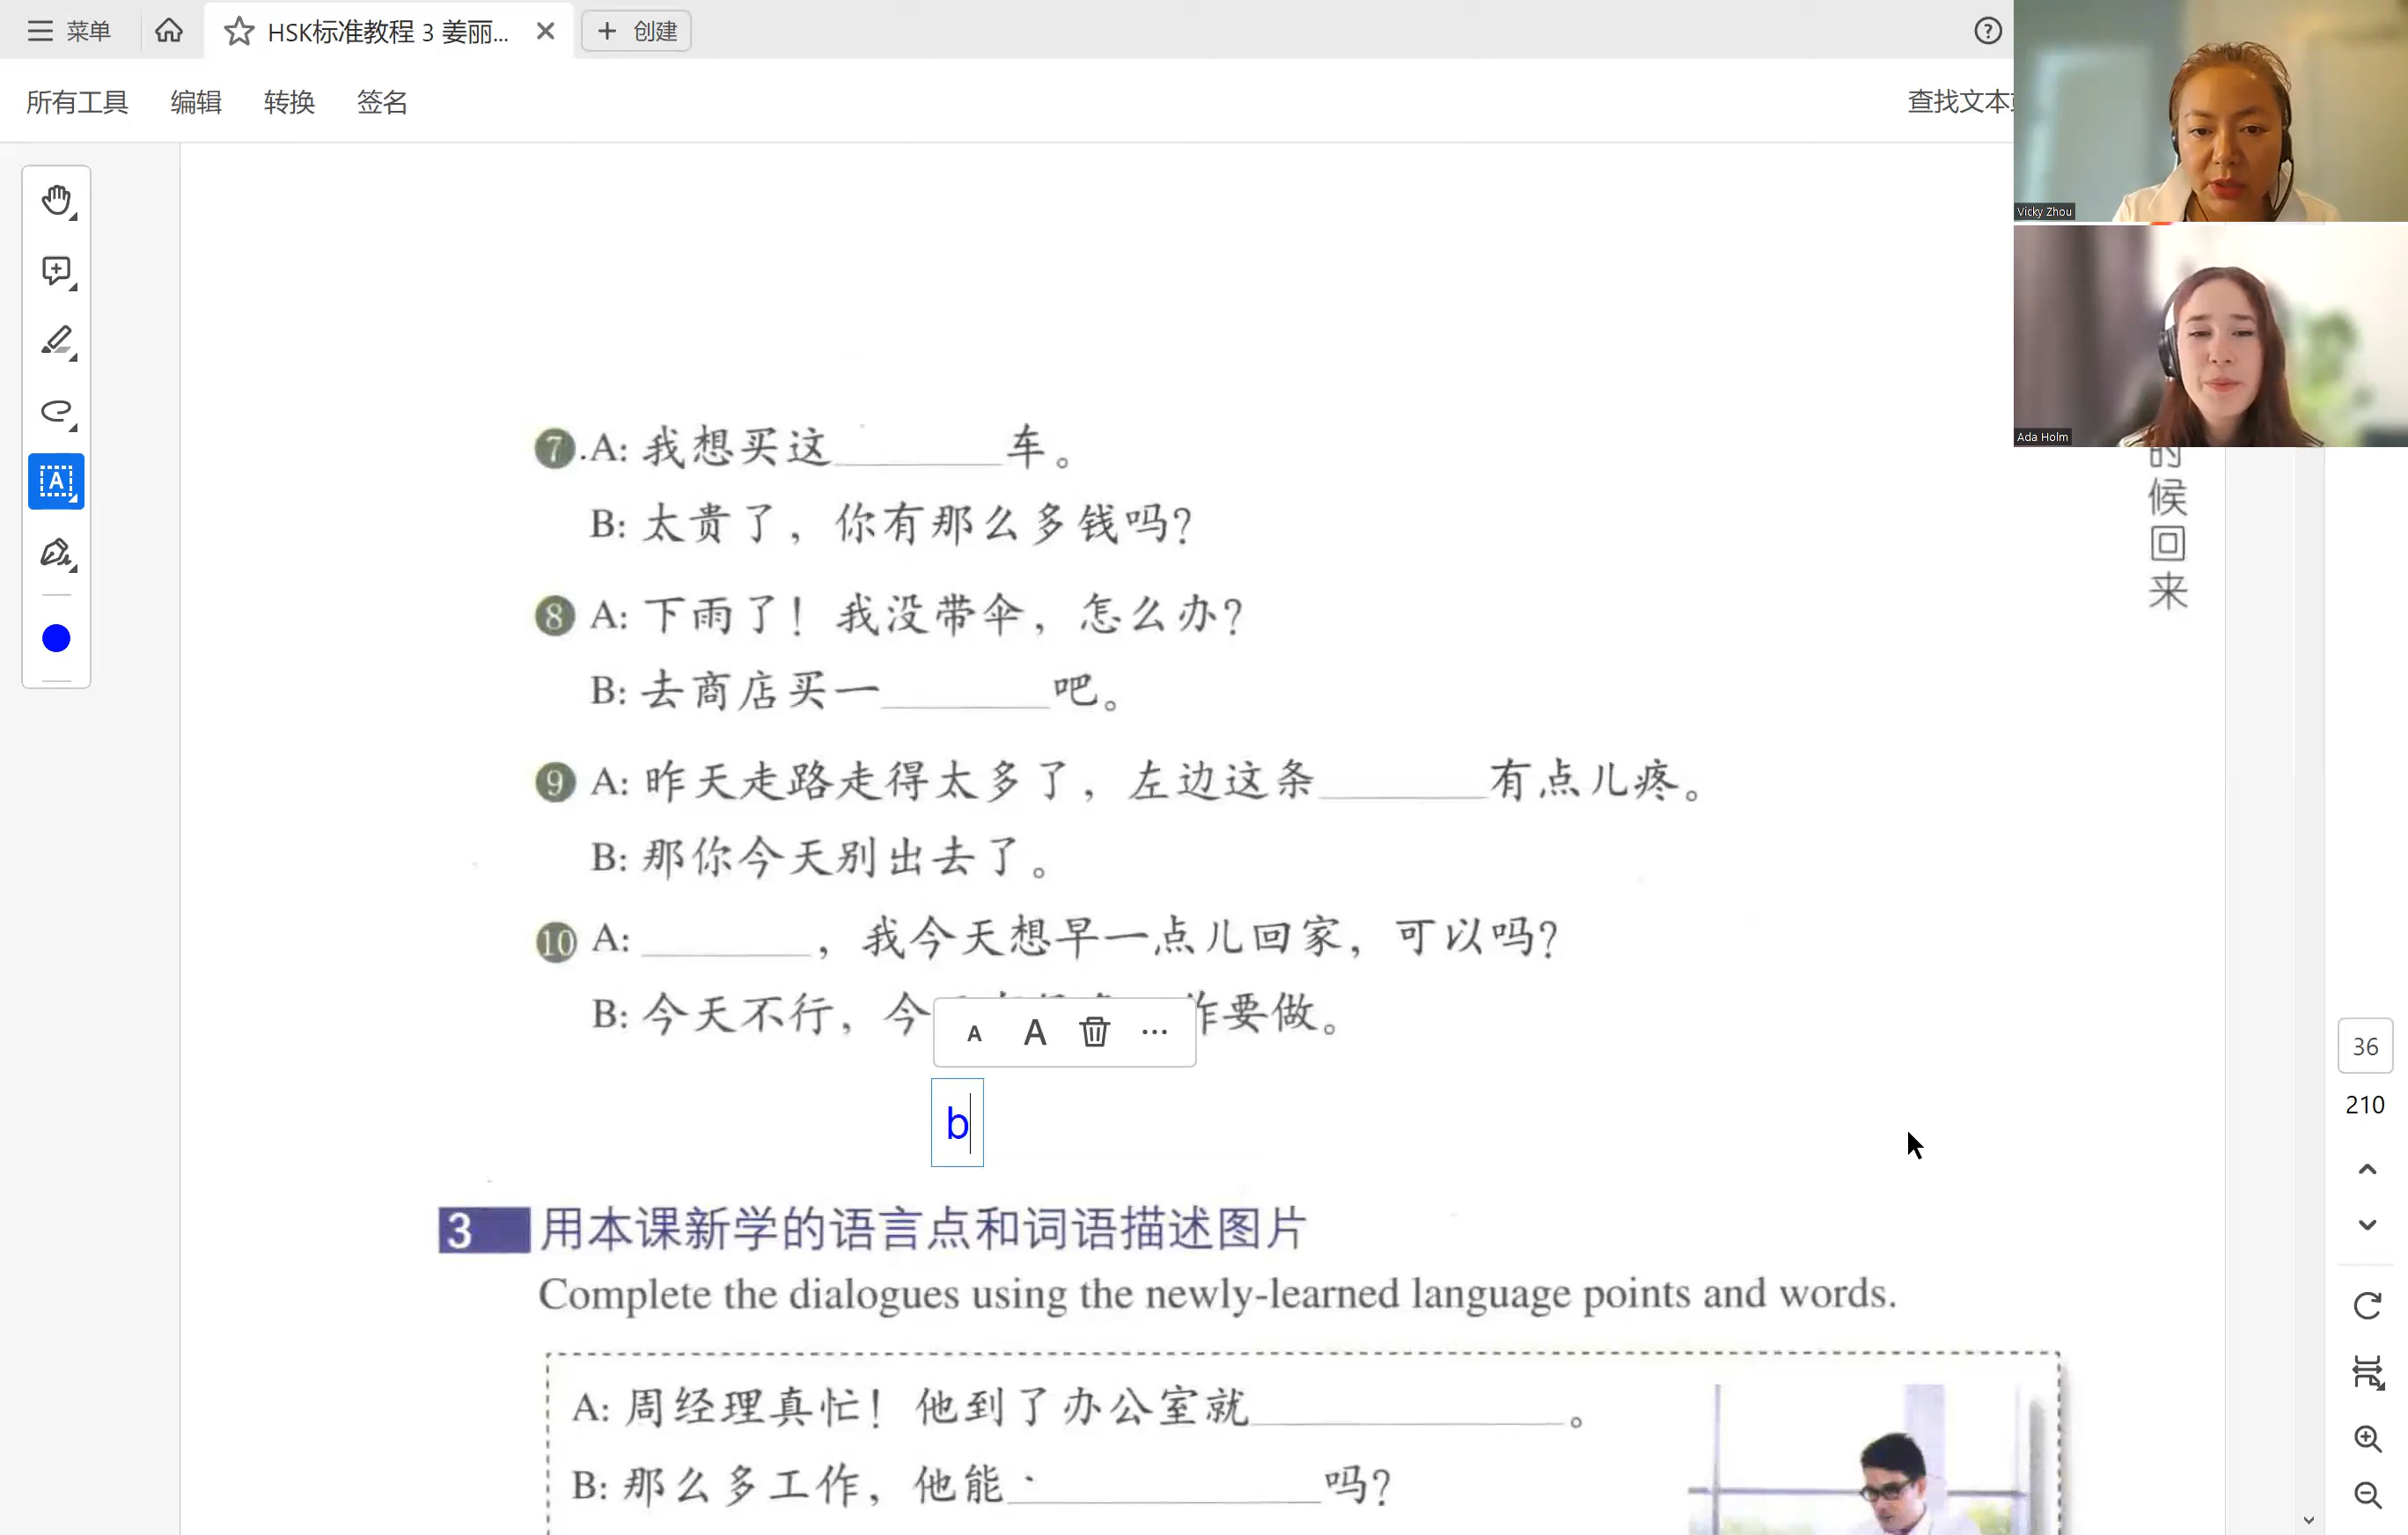 菜单 HSK标准教程 3 姜丽... 创建
所有工具 编辑 转换 签名 查找文本
Vicky Zhou
Ada Holm
候回来
7 .A: 我想买这________车。
B: 太贵了，你有那么多钱吗？
8 A: 下雨了！我没带伞，怎么办？
B: 去商店买一________吧。
9 A: 昨天走路走得太多了，左边这条________有点儿疼。
B: 那你今天别出去了。
10 A: ________，我今天想早一点儿回家，可以吗？
B: 今天不行，今 作要做。
A A ...
b
3 用本课新学的语言点和词语描述图片
Complete the dialogues using the newly-learned language points and words.
A: 周经理真忙！他到了办公室就________。
B: 那么多工作，他能________吗？
36
210